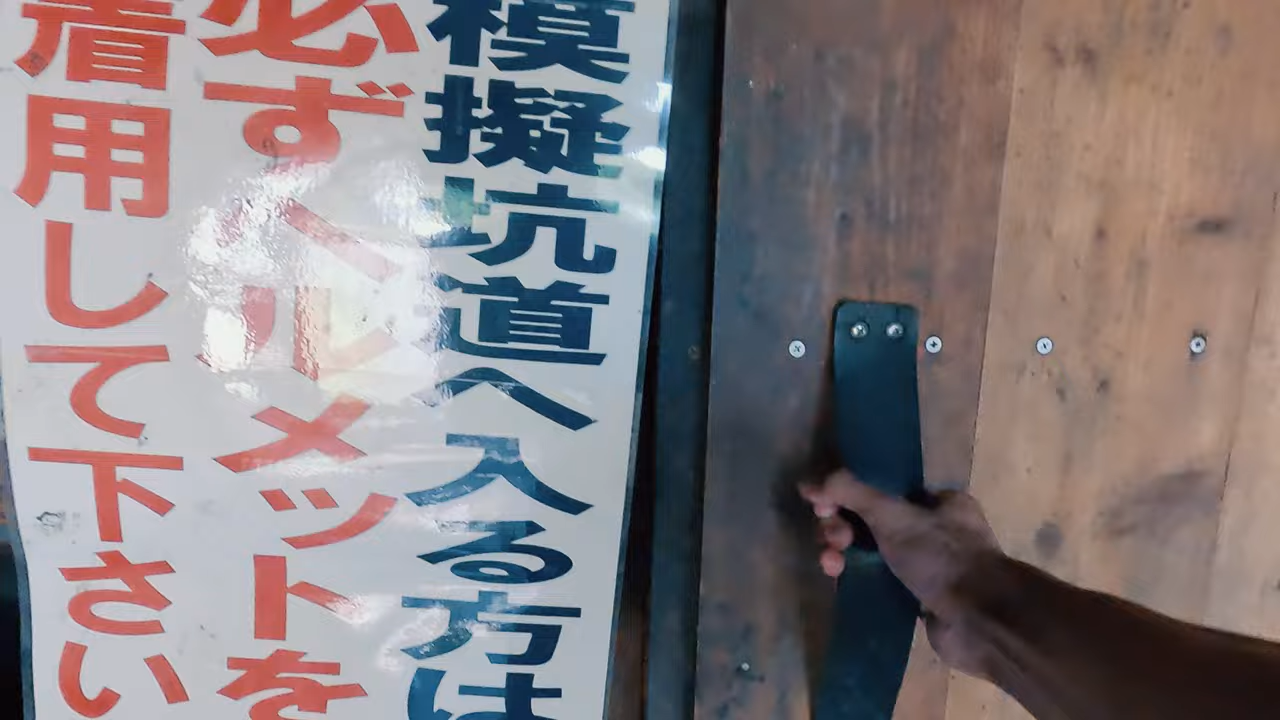 模擬坑道へ入る方は
必ずヘルメットを
着用して下さい